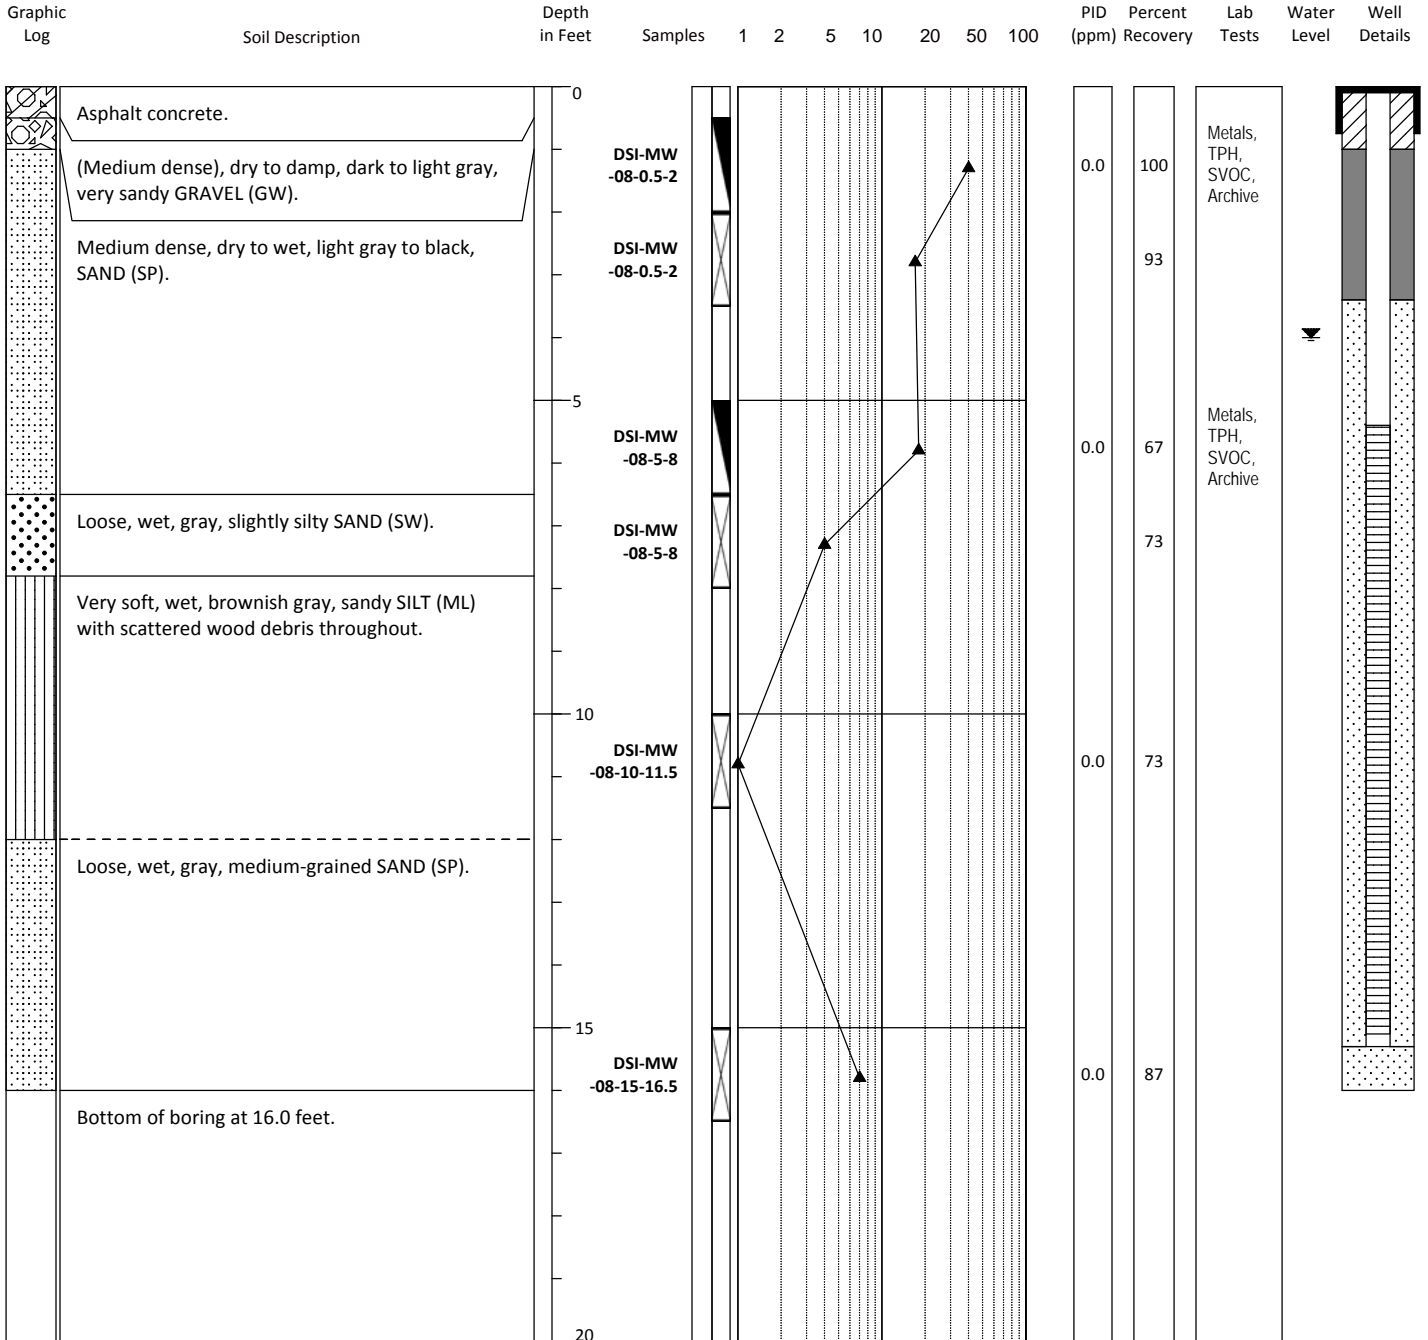 Graphic
Log
Soil Description
Depth
in Feet
Samples
1 2 5 10 20 50 100
PID
(ppm)
Percent
Recovery
Lab
Tests
Water
Level
Well
Details
0
Asphalt concrete.
DSI-MW
-08-0.5-2
0.0
100
Metals,
TPH,
SVOC,
Archive
(Medium dense), dry to damp, dark to light gray,
very sandy GRAVEL (GW).
Medium dense, dry to wet, light gray to black,
SAND (SP).
DSI-MW
-08-0.5-2
93
5
DSI-MW
-08-5-8
0.0
67
Metals,
TPH,
SVOC,
Archive
Loose, wet, gray, slightly silty SAND (SW).
DSI-MW
-08-5-8
73
Very soft, wet, brownish gray, sandy SILT (ML)
with scattered wood debris throughout.
10
DSI-MW
-08-10-11.5
0.0
73
Loose, wet, gray, medium-grained SAND (SP).
15
DSI-MW
-08-15-16.5
0.0
87
Bottom of boring at 16.0 feet.
20